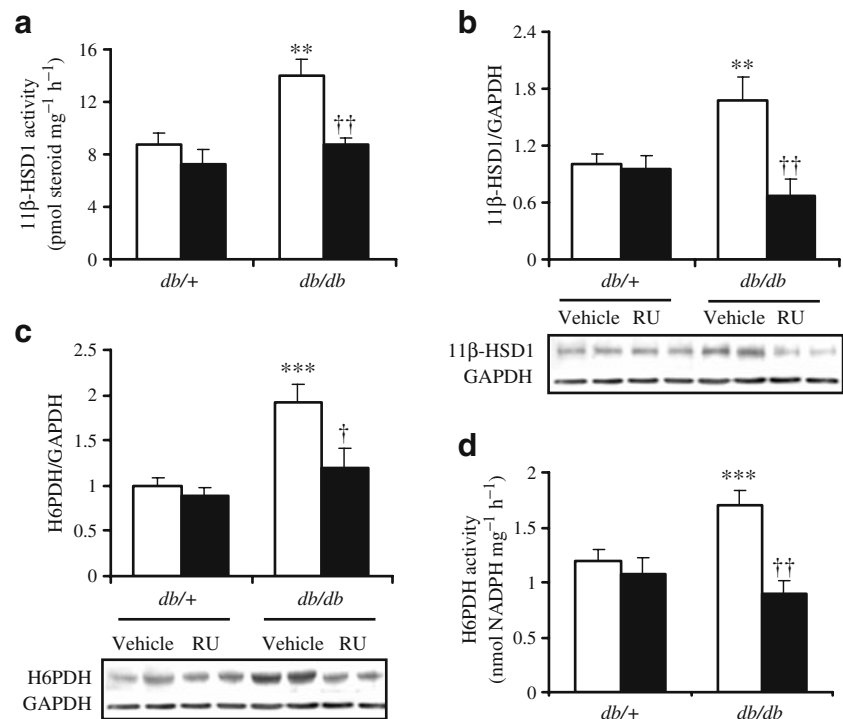 a
11β-HSD1 activity
(pmol steroid mg⁻¹ h⁻¹)
16
12
8
4
0
**
††
db/+
db/db
b
11β-HSD1/GAPDH
2.4
1.8
1.2
0.6
0
**
††
db/+
db/db
Vehicle RU Vehicle RU
11β-HSD1
GAPDH
c
H6PDH/GAPDH
2.5
2
1.5
1
0.5
0
***
†
db/+
db/db
Vehicle RU Vehicle RU
H6PDH
GAPDH
d
H6PDH activity
(nmol NADPH mg⁻¹ h⁻¹)
2
1.5
1
0.5
0
***
††
db/+
db/db